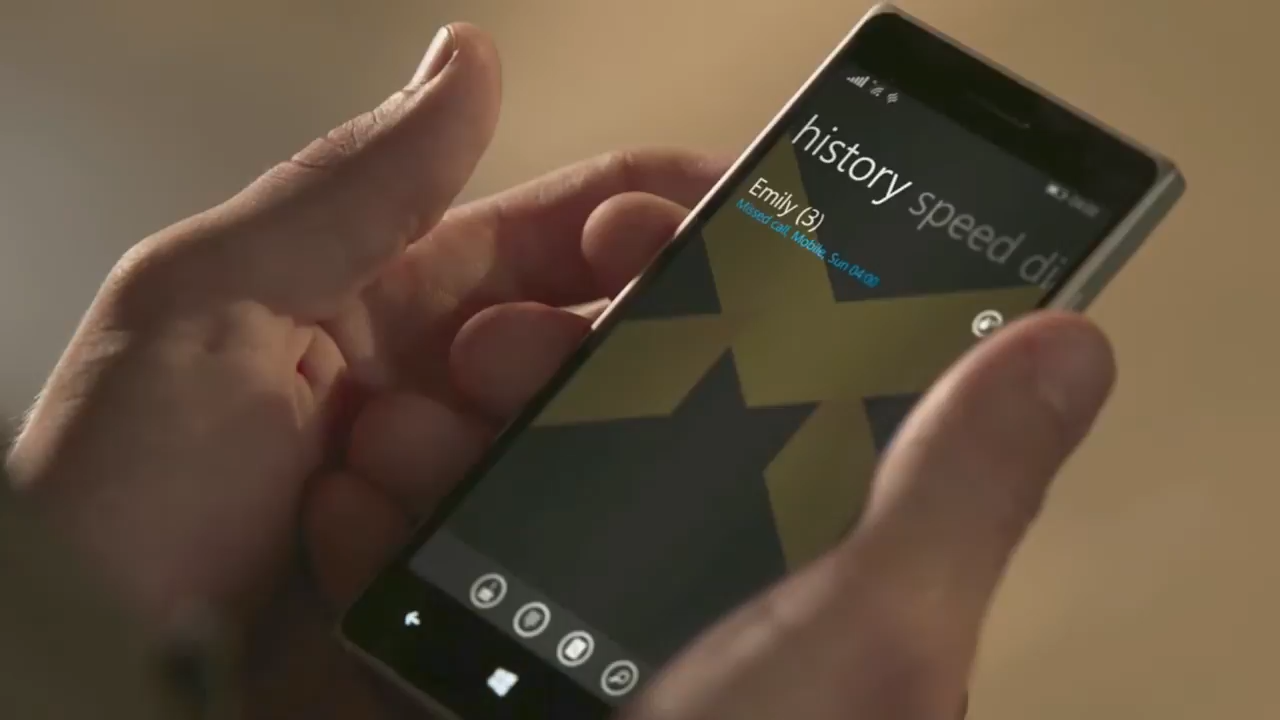 history speed di
Emily (3)
Missed call, Mobile, Sun 04:00